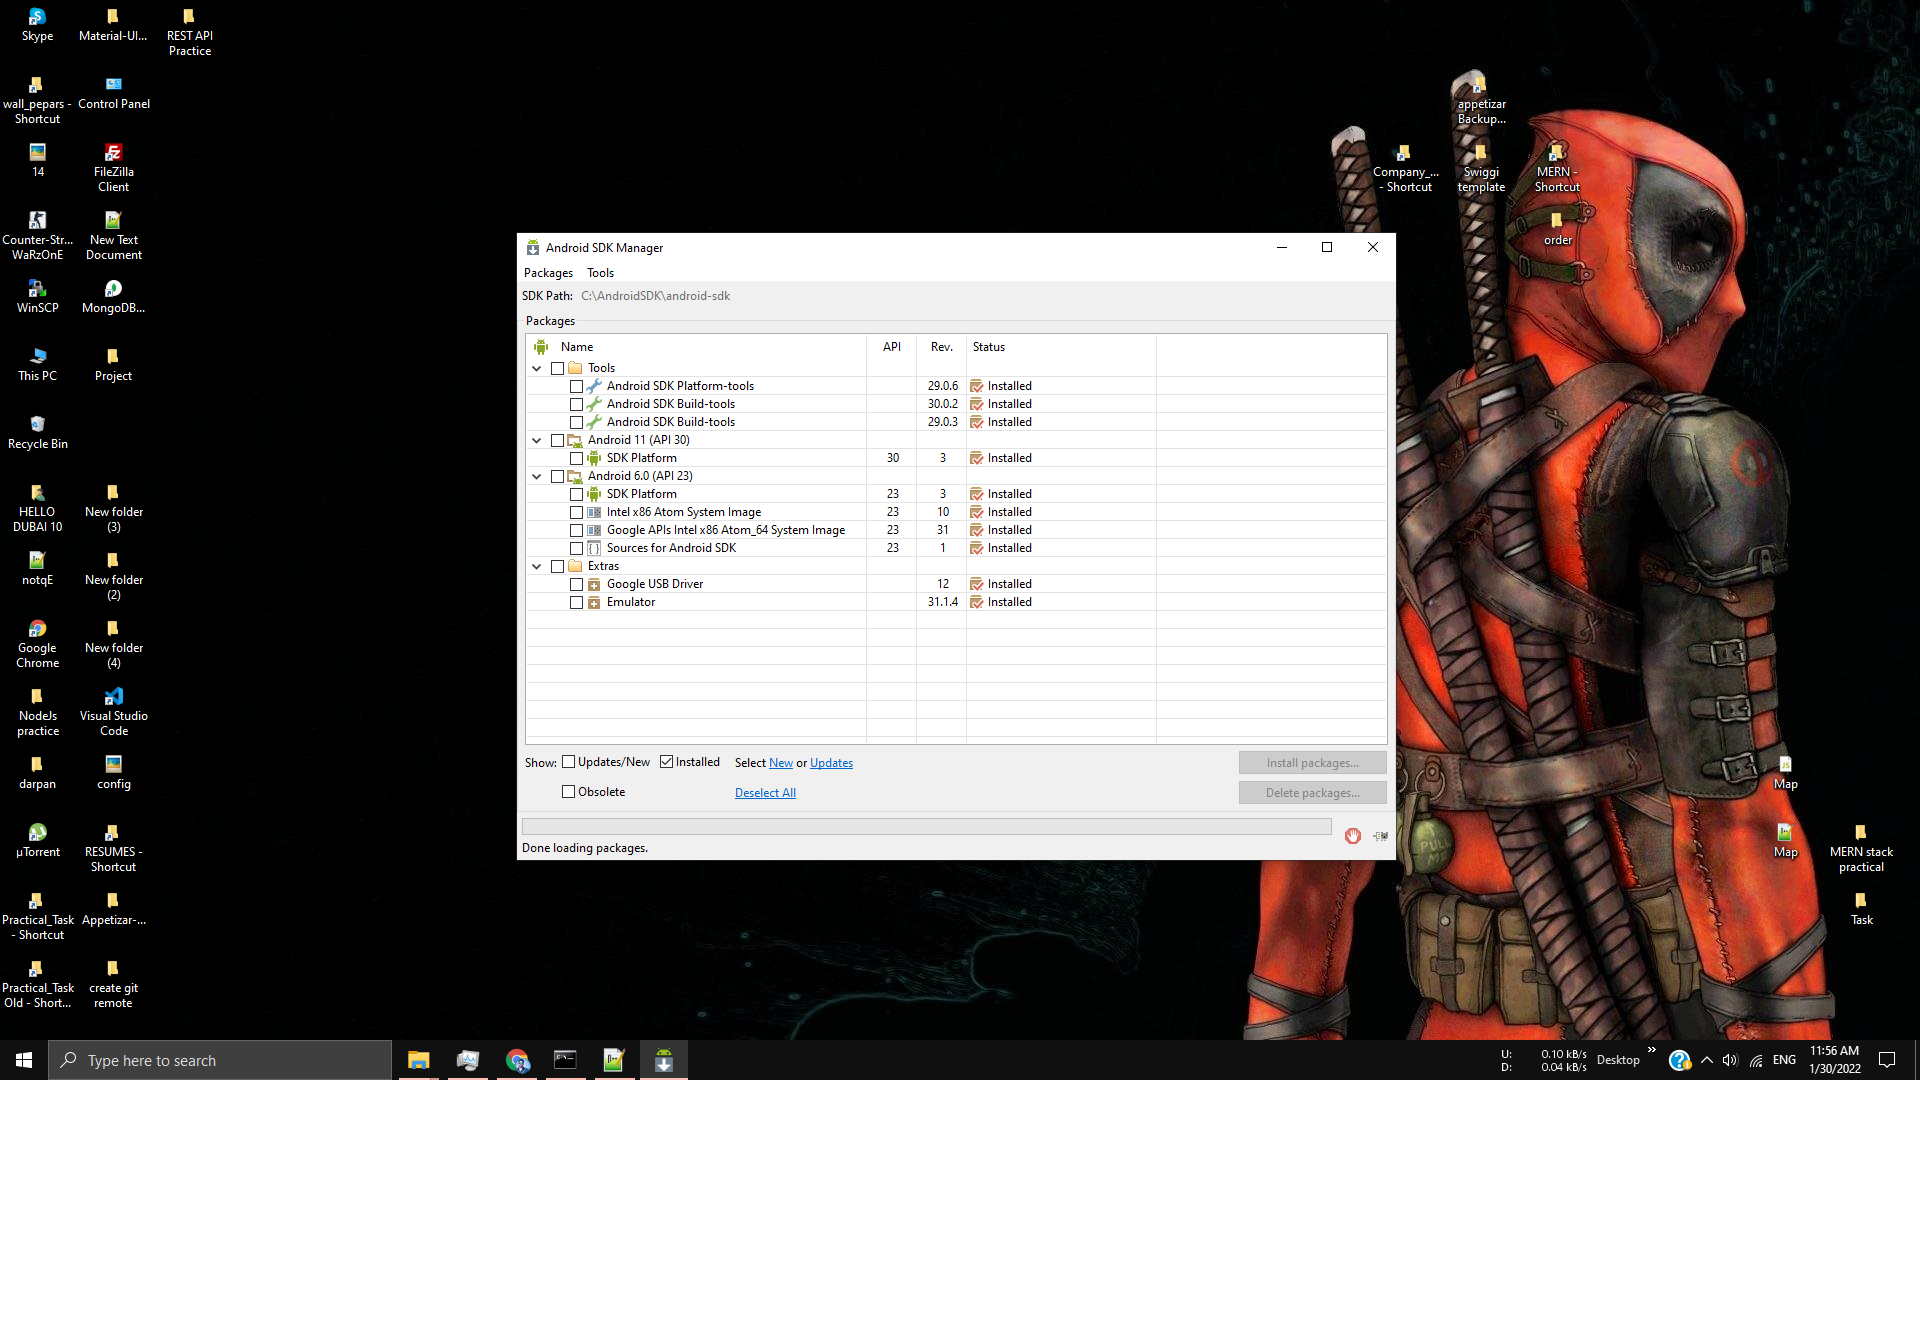 Skype
Material-UI...
REST API
Practice
wall_pepars -
Shortcut
Control Panel
14
FileZilla
Client
Counter-Str...
WaRzOnE
New Text
Document
WinSCP
MongoDB...
This PC
Project
Recycle Bin
HELLO
DUBAI 10
New folder
(3)
notqE
New folder
(2)
Google
Chrome
New folder
(4)
NodeJs
practice
Visual Studio
Code
darpan
config
µTorrent
RESUMES -
Shortcut
Practical_Task
- Shortcut
Appetizar-...
Practical_Task
Old - Short...
create git
remote
appetizar
Backup...
Company_...
- Shortcut
Swiggi
template
MERN -
Shortcut
order
Android SDK Manager
Packages Tools
SDK Path: C:\AndroidSDK\android-sdk
Packages
Name API Rev. Status
Tools
Android SDK Platform-tools 29.0.6 Installed
Android SDK Build-tools 30.0.2 Installed
Android SDK Build-tools 29.0.3 Installed
Android 11 (API 30)
SDK Platform 30 3 Installed
Android 6.0 (API 23)
SDK Platform 23 3 Installed
Intel x86 Atom System Image 23 10 Installed
Google APIs Intel x86 Atom_64 System Image 23 31 Installed
Sources for Android SDK 23 1 Installed
Extras
Google USB Driver 12 Installed
Emulator 31.1.4 Installed
Show: Updates/New Installed Select New or Updates
Install packages...
Obsolete Deselect All
Delete packages...
Done loading packages.
PULL
Map
Map
MERN stack
practical
Task
Type here to search
U: 0.10 kB/s
D: 0.04 kB/s
Desktop
ENG
11:56 AM
1/30/2022